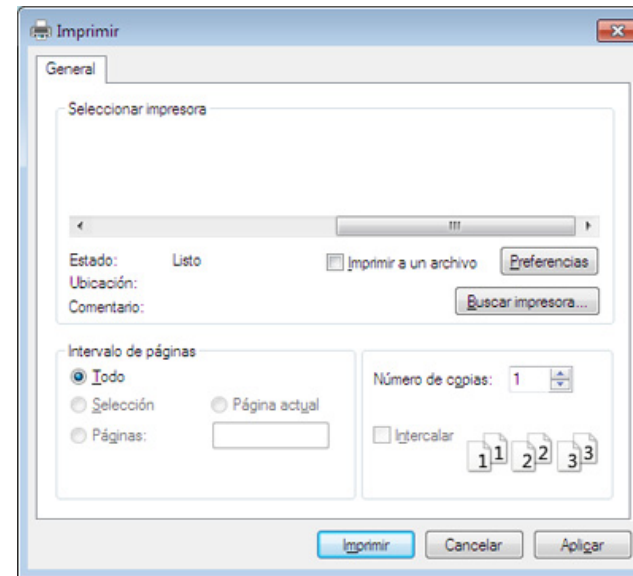 Imprimir
General
Seleccionar impresora
Estado: Listo
Imprimir a un archivo
Preferencias
Ubicación:
Comentario:
Buscar impresora...
Intervalo de páginas
Todo
Selección
Página actual
Páginas:
Número de copias: 1
Intercalar
1 1 2 2 3 3
Imprimir
Cancelar
Aplicar